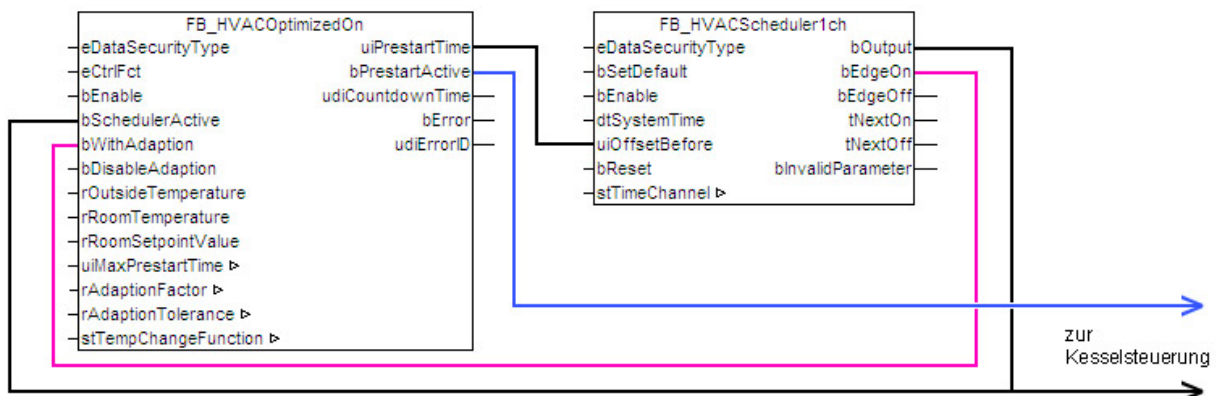 FB_HVACOptimizedOn
eDataSecurityType
eCtrlFct
bEnable
bSchedulerActive
bWithAdaption
bDisableAdaption
rOutsideTemperature
rRoomTemperature
rRoomSetpointValue
uiMaxPrestartTime
rAdaptionFactor
rAdaptionTolerance
stTempChangeFunction
uiPrestartTime
bPrestartActive
udiCountdownTime
bError
udiErrorID
FB_HVACScheduler1ch
eDataSecurityType
bSetDefault
bEnable
dtSystemTime
uiOffsetBefore
bReset
stTimeChannel
bOutput
bEdgeOn
bEdgeOff
tNextOn
tNextOff
bInvalidParameter
zur
Kesselsteuerung